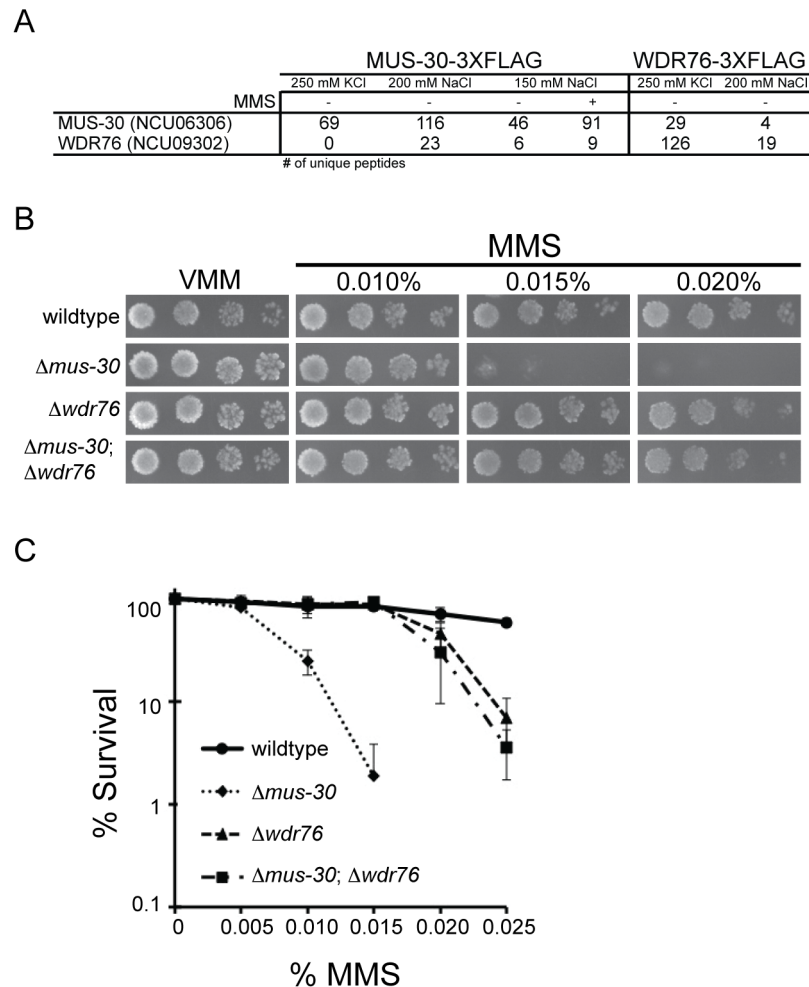 A
MUS-30-3XFLAG WDR76-3XFLAG
250 mM KCl 200 mM NaCl 150 mM NaCl 250 mM KCl 200 mM NaCl
MMS - - - + - -
MUS-30 (NCU06306) 69 116 46 91 29 4
WDR76 (NCU09302) 0 23 6 9 126 19
# of unique peptides
B
MMS
VMM 0.010% 0.015% 0.020%
wildtype
Δmus-30
Δwdr76
Δmus-30;
Δwdr76
C
% Survival
100
10
1
0.1
wildtype
Δmus-30
Δwdr76
Δmus-30; Δwdr76
0 0.005 0.010 0.015 0.020 0.025
% MMS